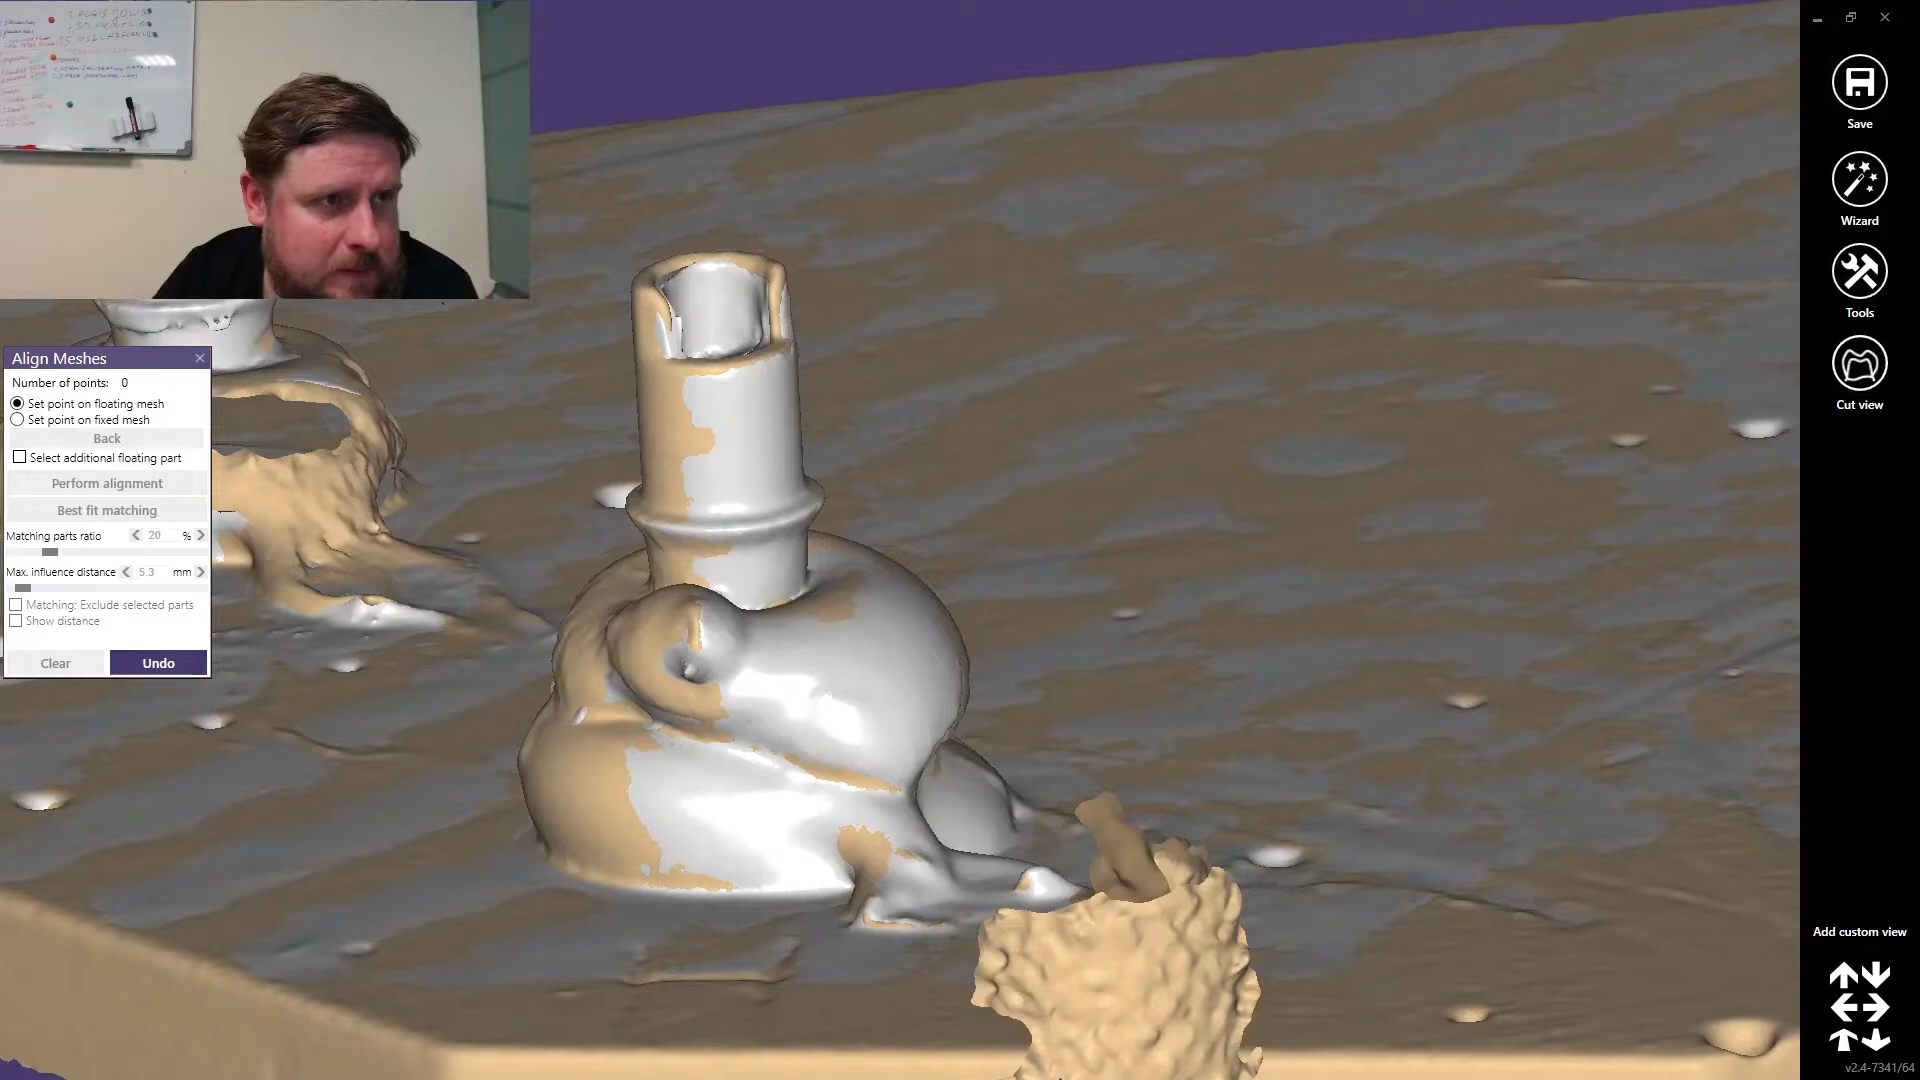 Save
Wizard
Tools
Cut view
Align Meshes
Number of points: 0
Set point on floating mesh
Set point on fixed mesh
Back
Select additional floating part
Perform alignment
Best fit matching
Matching parts ratio 20 %
Max. influence distance 5.3 mm
Matching: Exclude selected parts
Show distance
Clear Undo
Add custom view
v2.4-7341/64